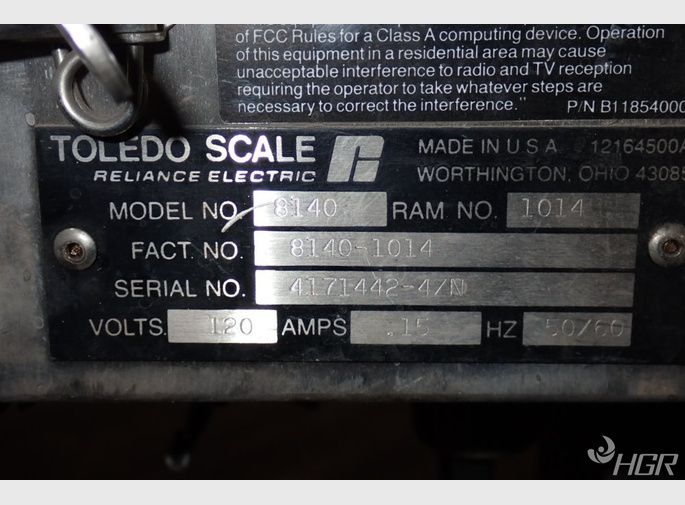 of FCC Rules for a Class A computing device. Operation
of this equipment in a residential area may cause
unacceptable interference to radio and TV reception
requiring the operator to take whatever steps are
necessary to correct the interference." P/N B11854000
TOLEDO SCALE MADE IN U S A 12164500A
RELIANCE ELECTRIC WORTHINGTON, OHIO 43085
MODEL NO. 8140 RAM NO. 1014
FACT. NO. 8140-1014
SERIAL NO. 4171442-4ZN
VOLTS. 120 AMPS .15 HZ 50/60
HGR